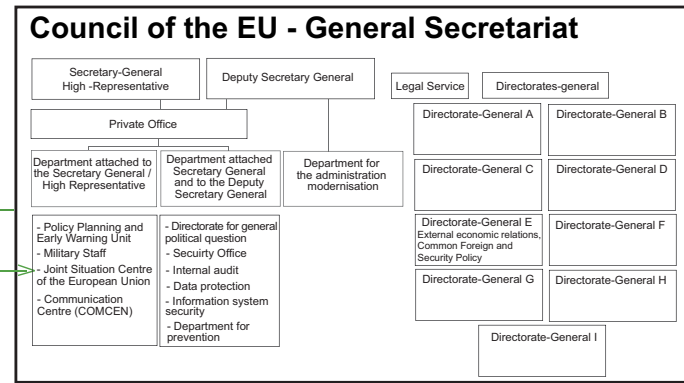 Council of the EU - General Secretariat
Secretary-General
High -Representative
Deputy Secretary General
Legal Service
Directorates-general
Private Office
Directorate-General A
Directorate-General B
Department attached to
the Secretary General /
High Representative
Department attached
Secretary General
and to the Deputy
Secretary General
Department for
the administration
modernisation
Directorate-General C
Directorate-General D
- Policy Planning and
Early Warning Unit
- Military Staff
- Joint Situation Centre
of the European Union
- Communication
Centre (COMCEN)
- Directorate for general
political question
- Secuirty Office
- Internal audit
- Data protection
- Information system
security
- Department for
prevention
Directorate-General E
External economic relations,
Common Foreign and
Security Policy
Directorate-General F
Directorate-General G
Directorate-General H
Directorate-General I